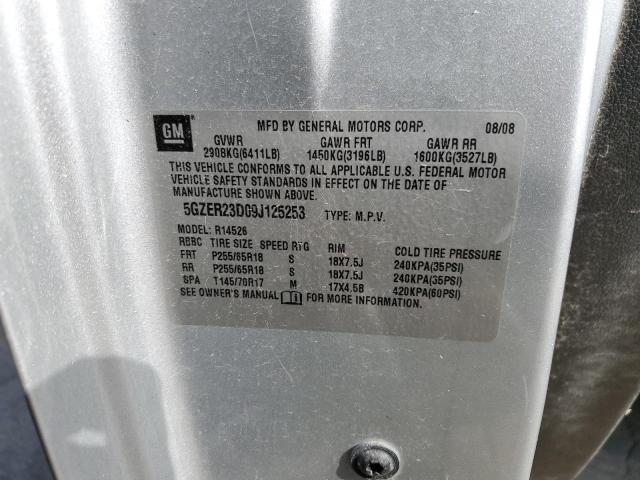 GM
MFD BY GENERAL MOTORS CORP. 08/08
GVWR GAWR FRT GAWR RR
2908KG(6411LB) 1450KG(3196LB) 1600KG(3527LB)
THIS VEHICLE CONFORMS TO ALL APPLICABLE U.S. FEDERAL MOTOR
VEHICLE SAFETY STANDARDS IN EFFECT ON THE DATE OF
MANUFACTURE SHOWN ABOVE.
5GZER23D09J125253 TYPE: M.P.V.
MODEL: R14526
RBBC TIRE SIZE SPEED RTG RIM COLD TIRE PRESSURE
FRT P255/65R18 S 18X7.5J 240KPA(35PSI)
RR P255/65R18 S 18X7.5J 240KPA(35PSI)
SPA T145/70R17 M 17X4.5B 420KPA(60PSI)
SEE OWNER'S MANUAL FOR MORE INFORMATION.